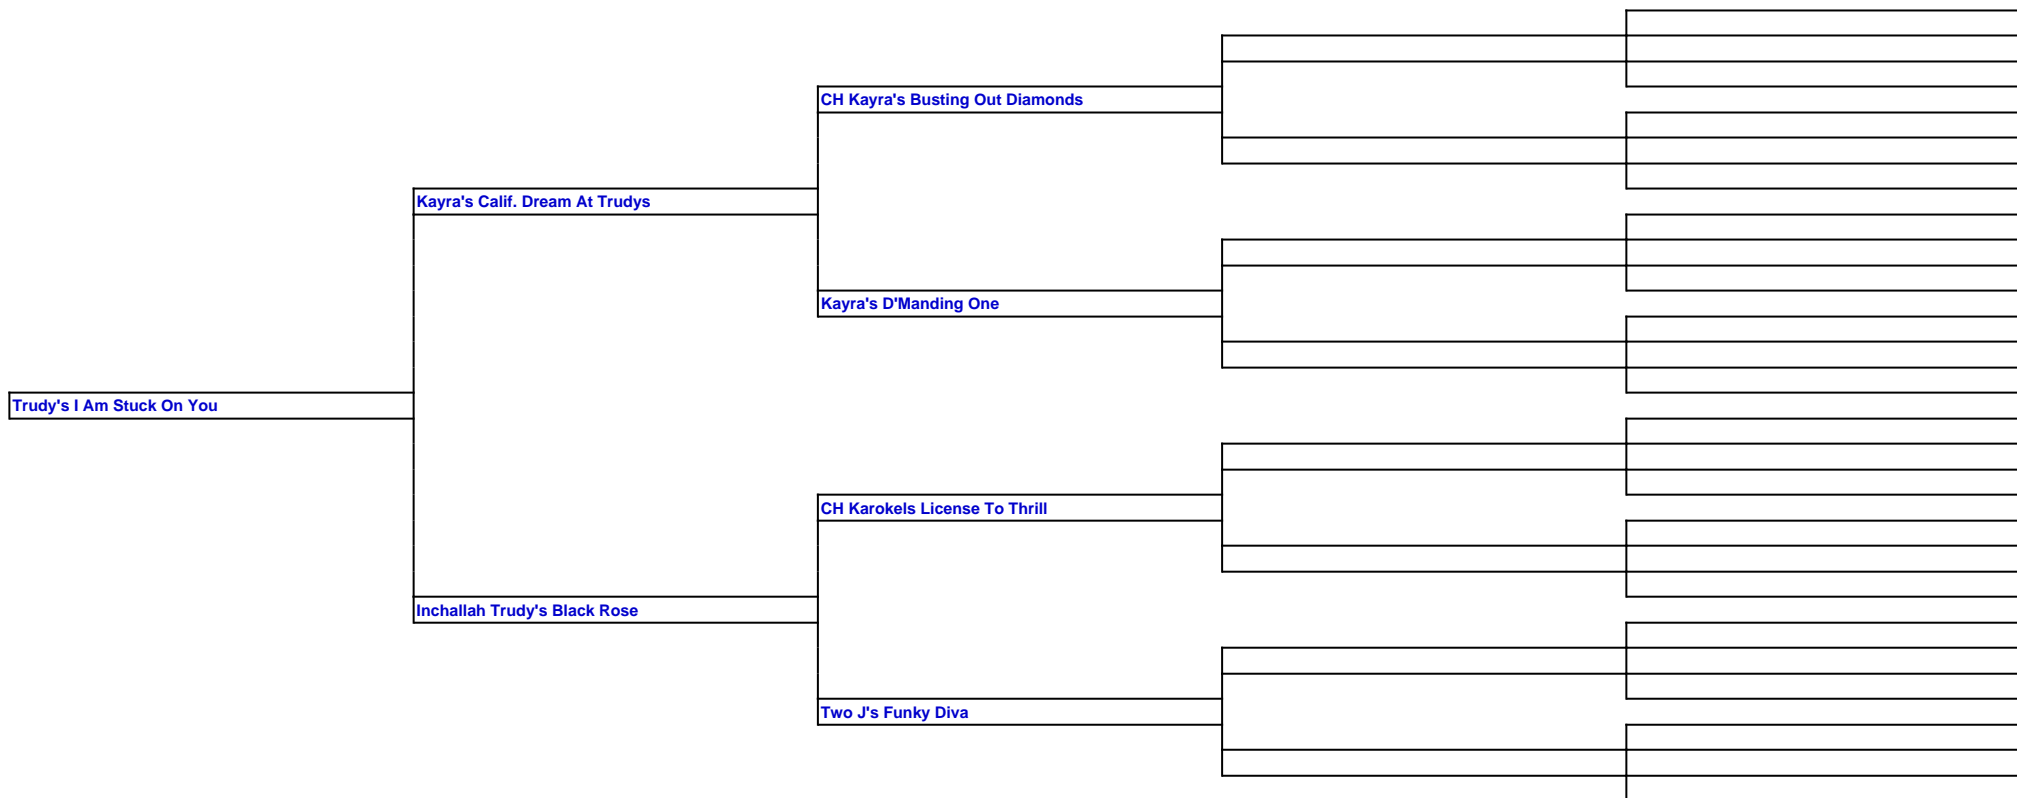 CH Kayra's Busting Out Diamonds
Kayra's Calif. Dream At Trudys
Kayra's D'Manding One
Trudy's I Am Stuck On You
CH Karokels License To Thrill
Inchallah Trudy's Black Rose
Two J's Funky Diva